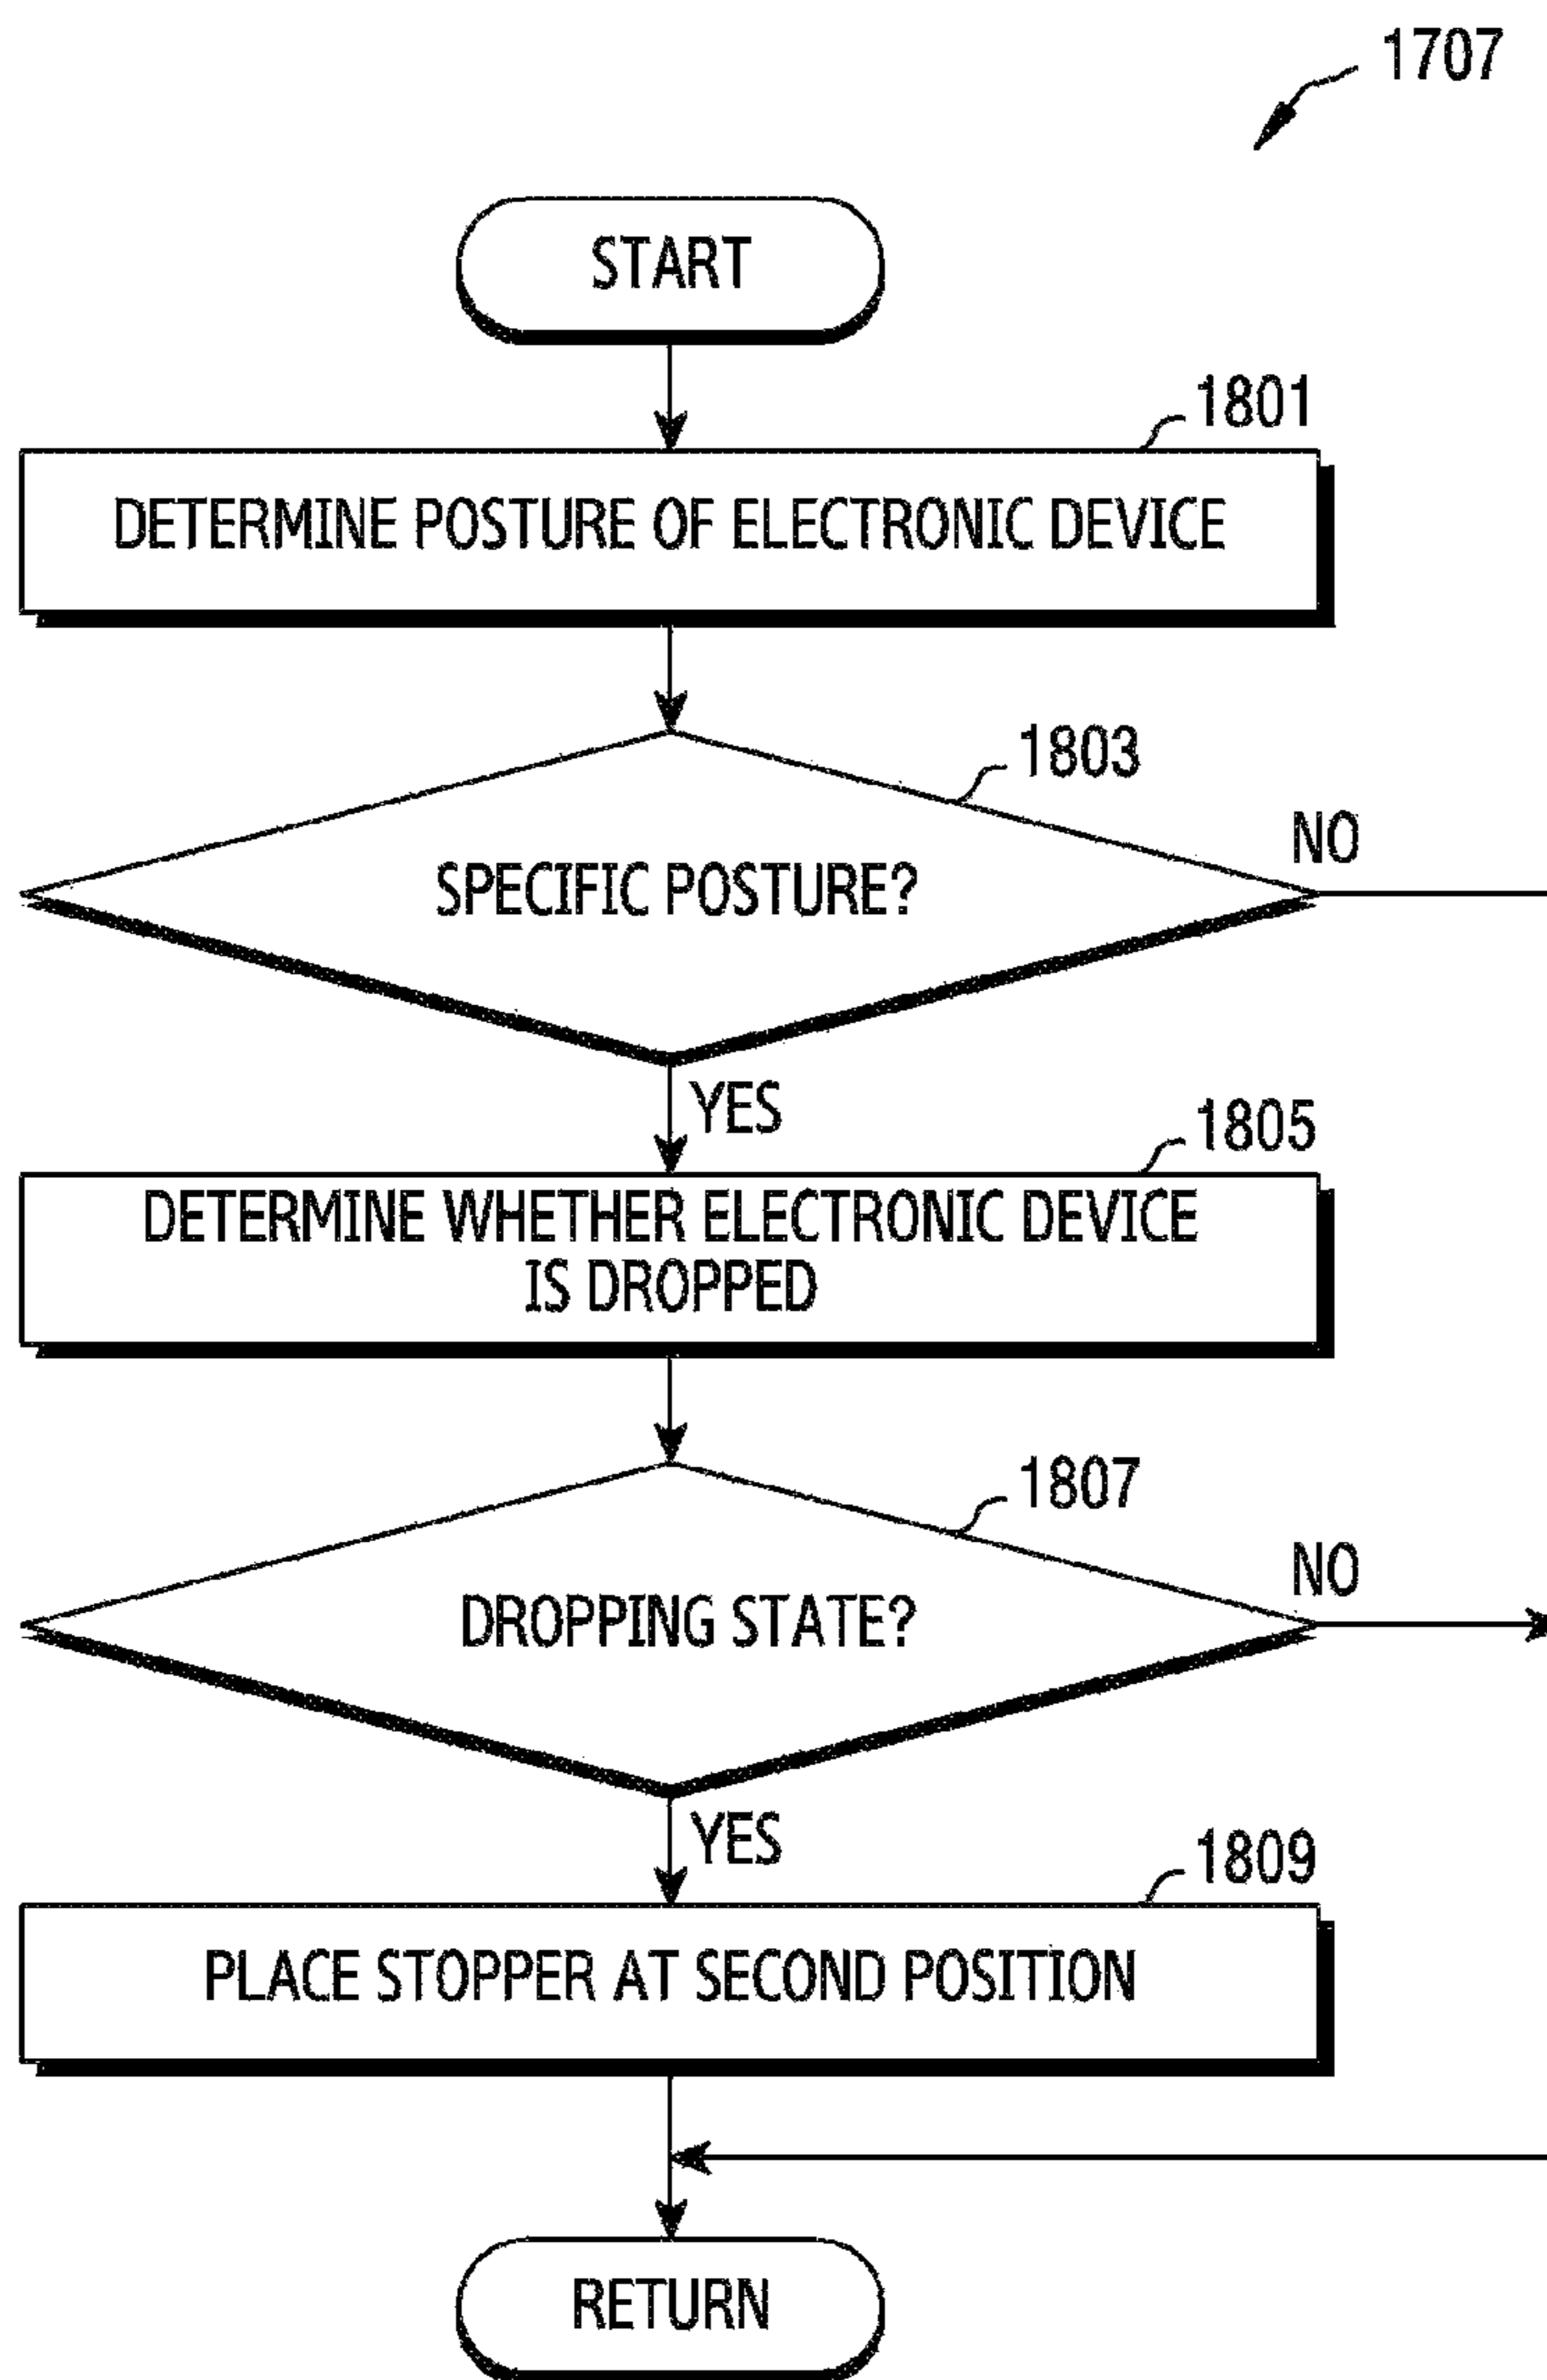 1707
START
1801
DETERMINE POSTURE OF ELECTRONIC DEVICE
1803
SPECIFIC POSTURE?
NO
YES
1805
DETERMINE WHETHER ELECTRONIC DEVICE
IS DROPPED
1807
DROPPING STATE?
NO
YES
1809
PLACE STOPPER AT SECOND POSITION
RETURN